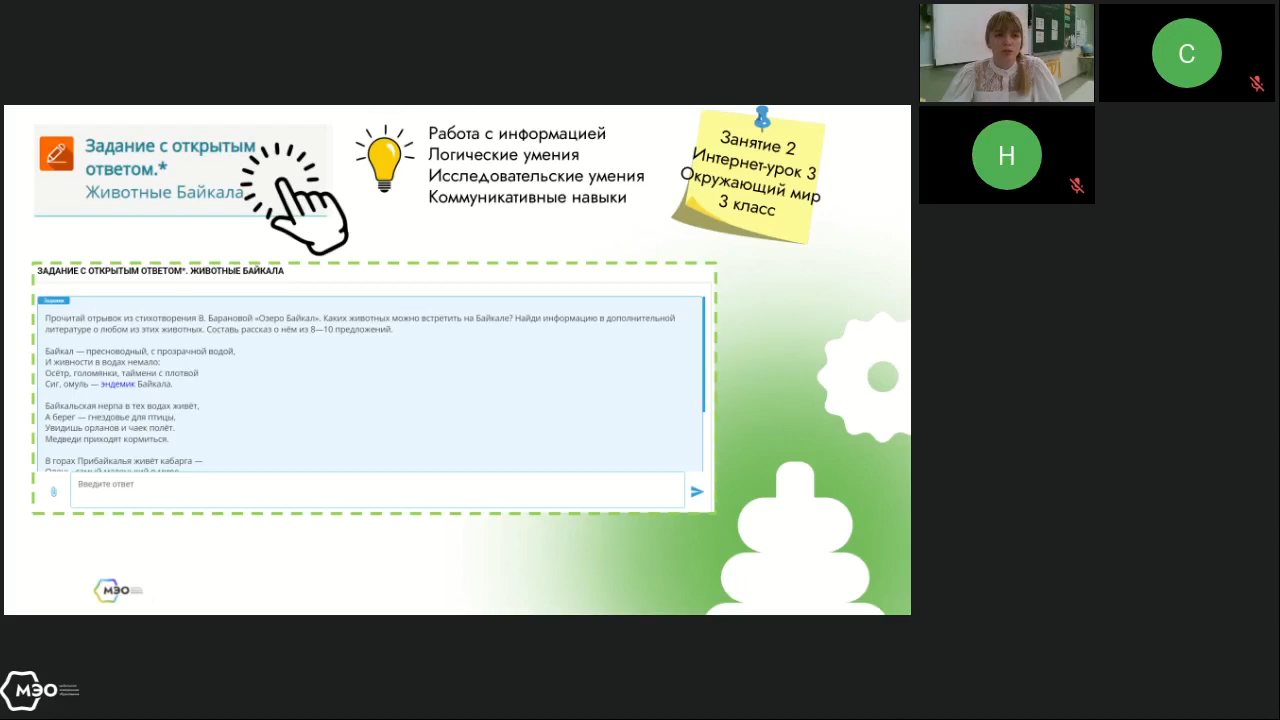 Задание с открытым
ответом.*
Животные Байкала
Работа с информацией
Логические умения
Исследовательские умения
Коммуникативные навыки
Занятие 2
Интернет-урок 3
Окружающий мир
3 класс
ЗАДАНИЕ С ОТКРЫТЫМ ОТВЕТОМ*. ЖИВОТНЫЕ БАЙКАЛА
Задание
Прочитай отрывок из стихотворения В. Барановой «Озеро Байкал». Каких животных можно встретить на Байкале? Найди информацию в дополнительной
литературе о любом из этих животных. Составь рассказ о нём из 8—10 предложений.
Байкал — пресноводный, с прозрачной водой,
И живности в водах немало:
Осётр, голомянки, таймени с плотвой
Сиг, омуль — эндемик Байкала.
Байкальская нерпа в тех водах живёт,
А берег — гнездовье для птицы,
Увидишь орланов и чаек полёт.
Медведи приходят кормиться.
В горах Прибайкалья живёт кабарга —
Введите ответ
МЭО
С
Н
МЭО